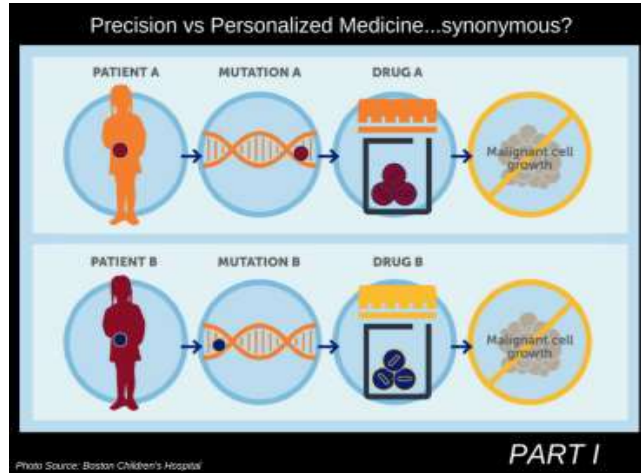 Precision vs Personalized Medicine...synonymous?
PATIENT A
MUTATION A
DRUG A
Malignant cell
growth
PATIENT B
MUTATION B
DRUG B
Malignant cell
growth
Photo Source: Boston Children's Hospital
PART I